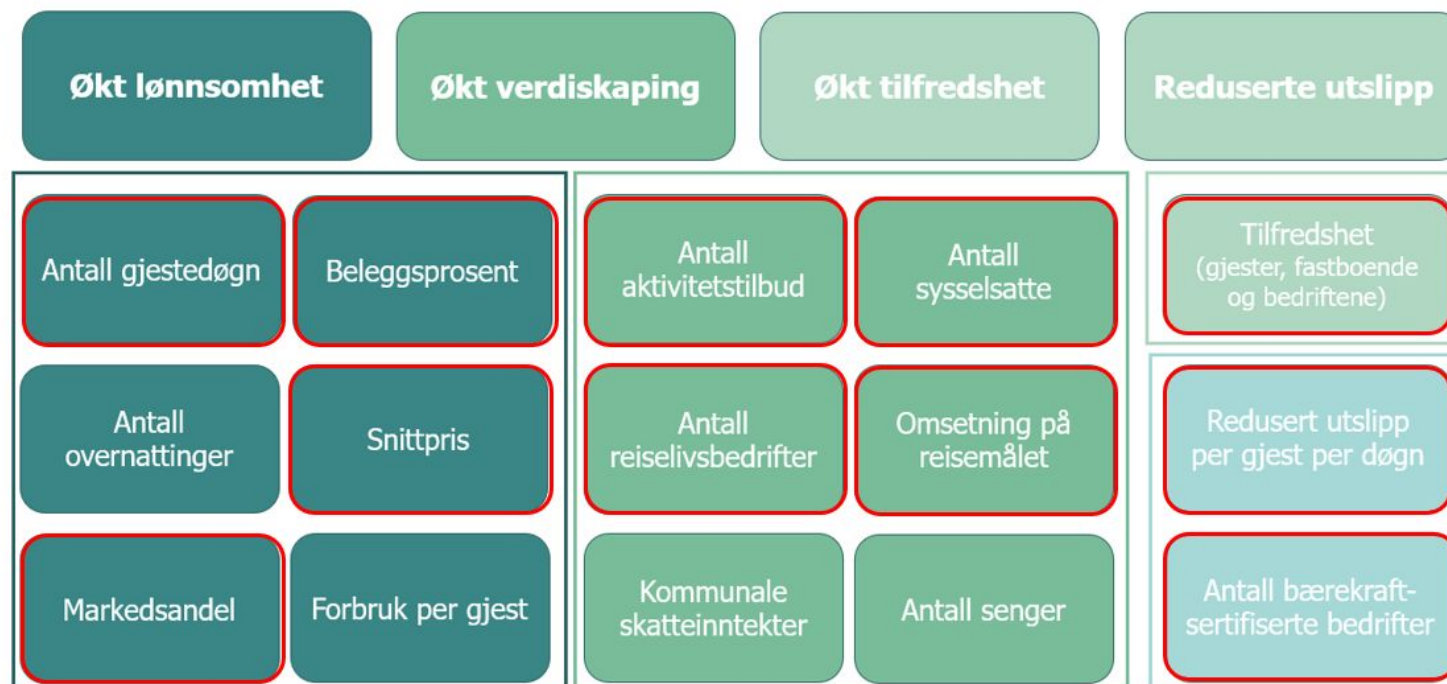 Økt lønnsomhet
Økt verdiskaping
Økt tilfredshet
Reduserte utslipp
Antall gjestedøgn
Beleggsprosent
Antall
aktivitetstilbud
Antall
sysselsatte
Tilfredshet
(gjester, fastboende
og bedriftene)
Antall
overnattinger
Snittpris
Antall
reiselivsbedrifter
Omsetning på
reisemålet
Redusert utslipp
per gjest per døgn
Markedsandel
Forbruk per gjest
Kommunale
skatteinntekter
Antall senger
Antall bærekraft-
sertifiserte bedrifter